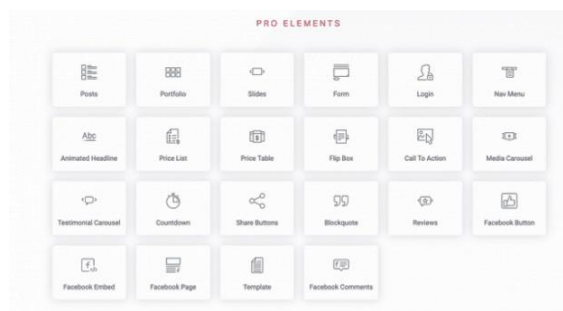 PRO ELEMENTS
Posts Portfolio Slides Form Login Nav Menu
Abc
Animated Headline Price List Price Table Flip Box Call To Action Media Carousel
Testimonial Carousel Countdown Share Buttons Blockquote Reviews Facebook Button
Facebook Embed Facebook Page Template Facebook Comments